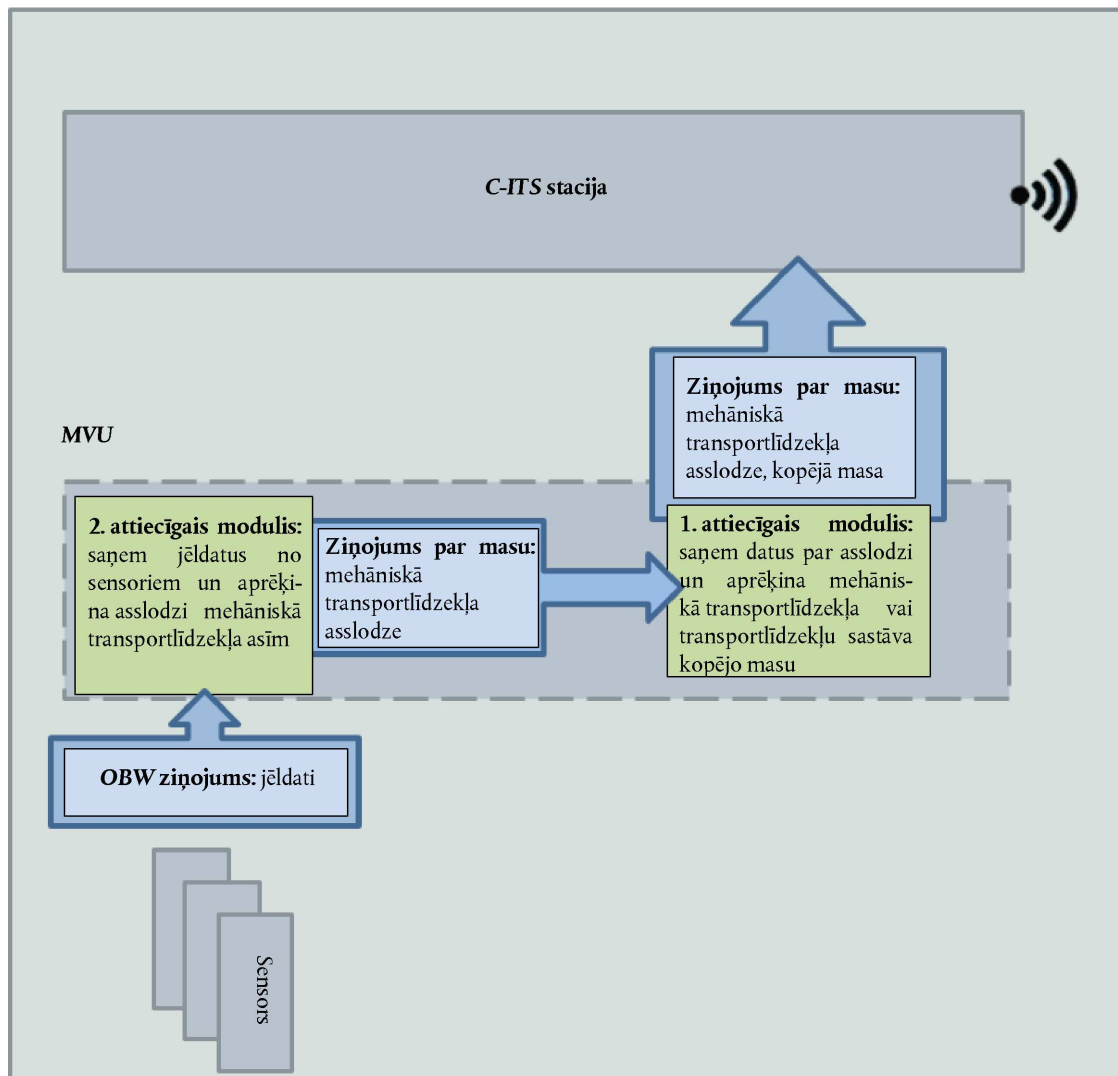 C-ITS stacija
Ziņojums par masu:
mehāniskā
transportlīdzekļa
asslodze, kopējā masa
MVU
2. attiecīgais modulis:
saņem jēldatus no
sensoriem un aprēķi-
na asslodzi mehāniskā
transportlīdzekļa asīm
Ziņojums par masu:
mehāniskā
transportlīdzekļa
asslodze
1. attiecīgais modulis:
saņem datus par asslodzi
un aprēķina mehānis-
kā transportlīdzekļa vai
transportlīdzekļu sastāva
kopējo masu
OBW ziņojums: jēldati
Sensors